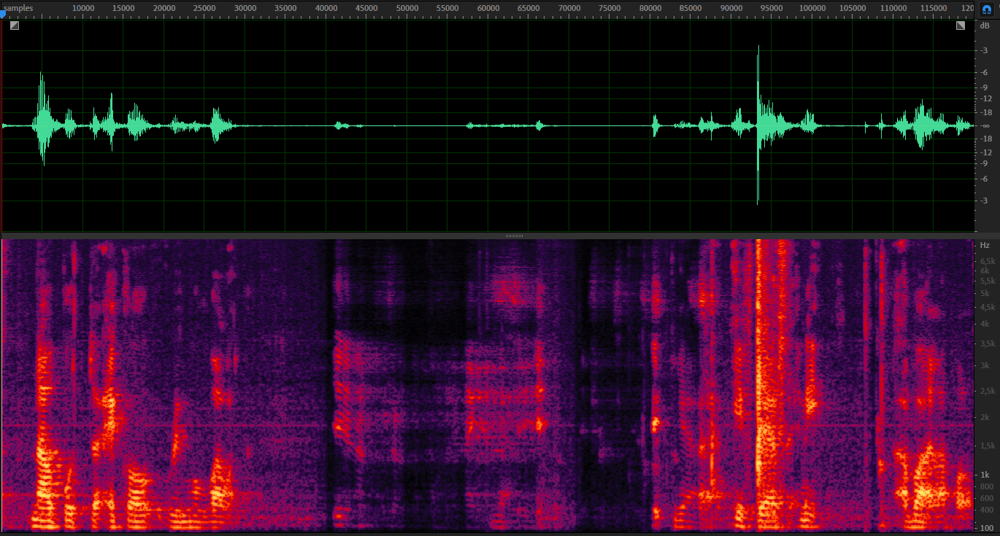 samples 10000 15000 20000 25000 30000 35000 40000 45000 50000 55000 60000 65000 70000 75000 80000 85000 90000 95000 100000 105000 110000 115000 120
dB
-3
-6
-9
-12
-18
-∞
-18
-12
-9
-6
-3
Hz
6,5k
6k
5,5k
5k
4,5k
4k
3,5k
3k
2,5k
2k
1,5k
1k
800
600
400
100